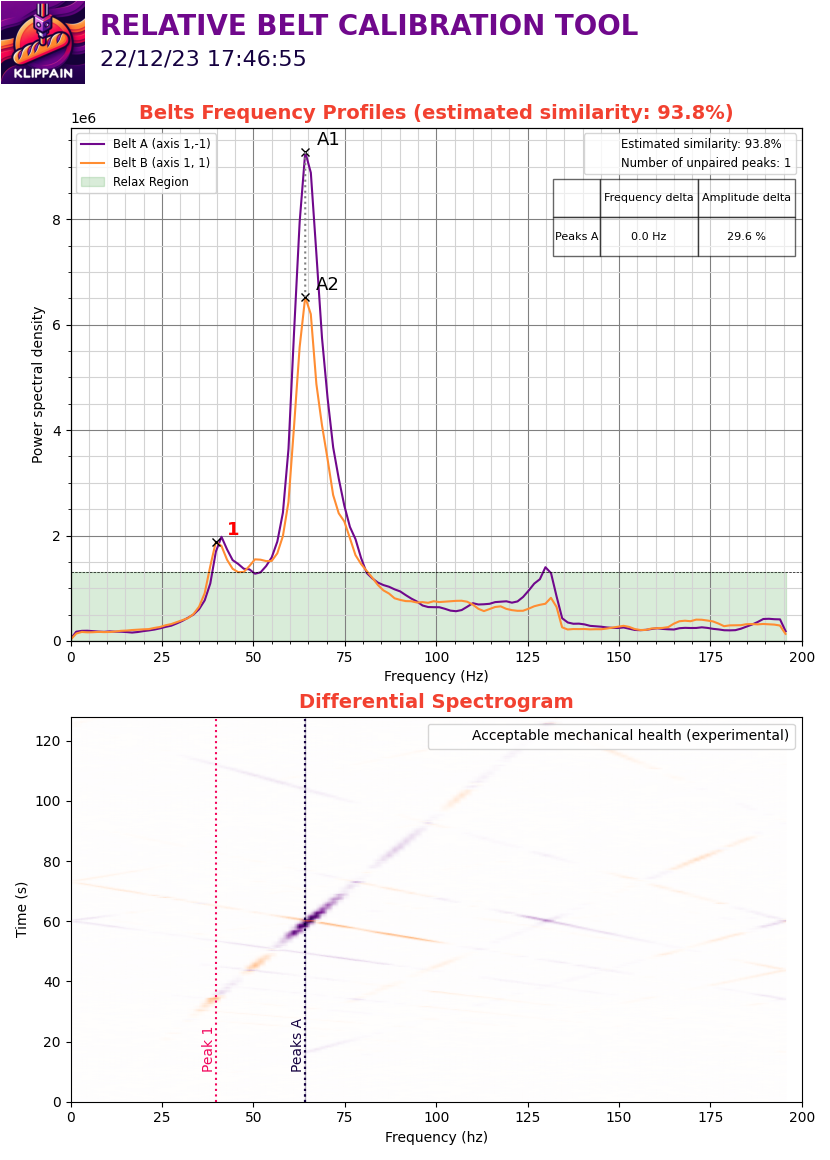 KLIPPAIN
RELATIVE BELT CALIBRATION TOOL
22/12/23 17:46:55
Belts Frequency Profiles (estimated similarity: 93.8%)
1e6
Belt A (axis 1,-1)
Belt B (axis 1, 1)
Relax Region
Estimated similarity: 93.8%
Number of unpaired peaks: 1
Frequency delta Amplitude delta
Peaks A 0.0 Hz 29.6 %
A1
A2
1
Power spectral density
8
6
4
2
0
0 25 50 75 100 125 150 175 200
Frequency (Hz)
Differential Spectrogram
Acceptable mechanical health (experimental)
Time (s)
120
100
80
60
40
20
0
Peak 1
Peaks A
0 25 50 75 100 125 150 175 200
Frequency (hz)